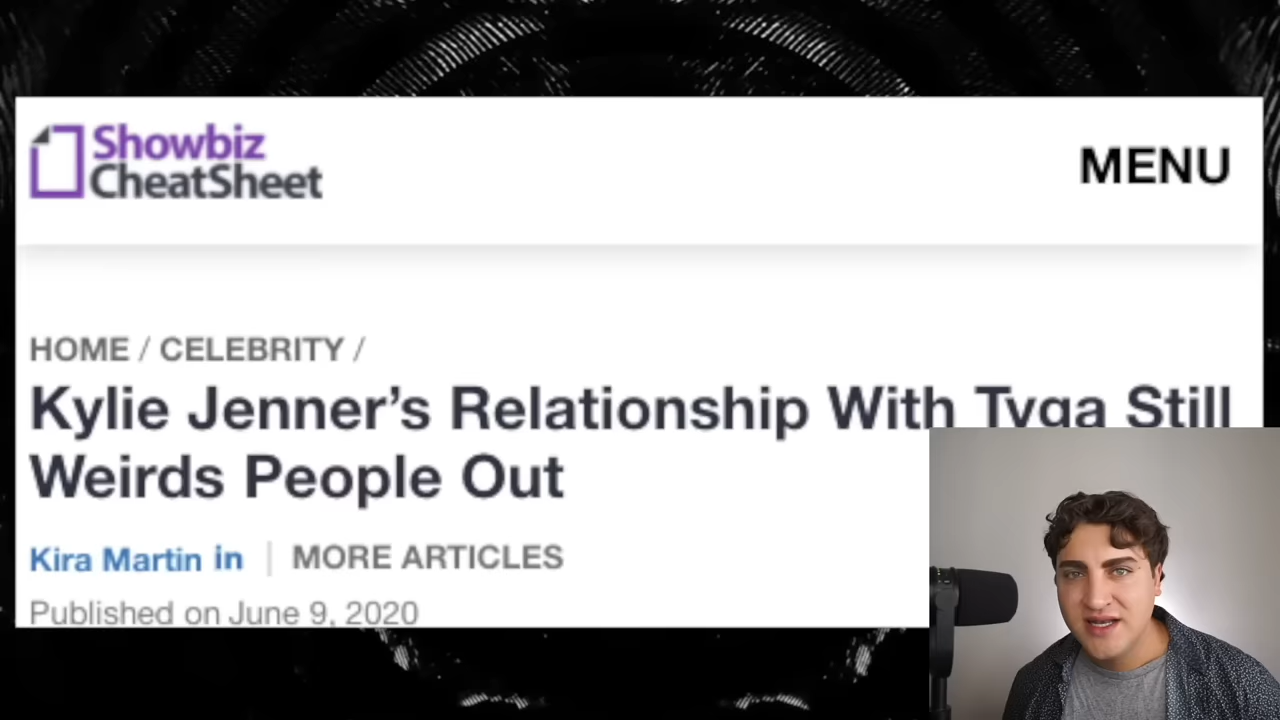 Showbiz
CheatSheet
MENU
HOME / CELEBRITY /
Kylie Jenner’s Relationship With Tyga Still
Weirds People Out
Kira Martin in | MORE ARTICLES
Published on June 9, 2020